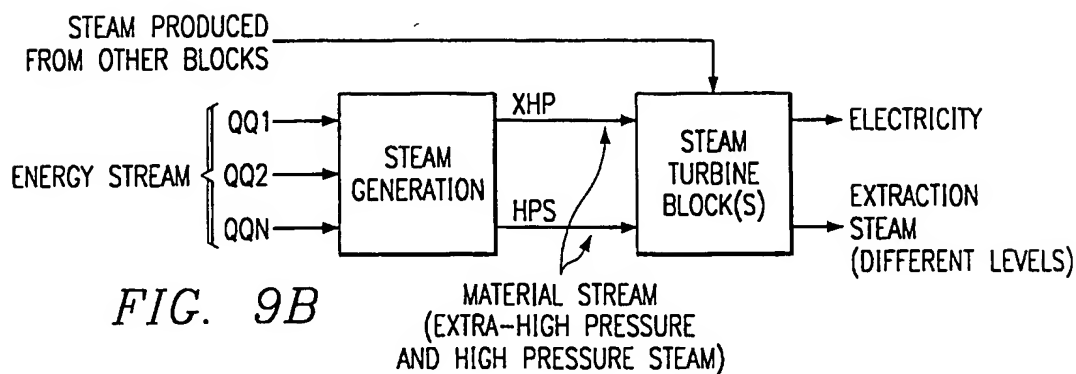 STEAM PRODUCED
FROM OTHER BLOCKS
ENERGY STREAM
QQ1
QQ2
QQN
STEAM
GENERATION
XHP
HPS
STEAM
TURBINE
BLOCK(S)
ELECTRICITY
EXTRACTION
STEAM
(DIFFERENT LEVELS)
MATERIAL STREAM
(EXTRA-HIGH PRESSURE
AND HIGH PRESSURE STEAM)
FIG. 9B